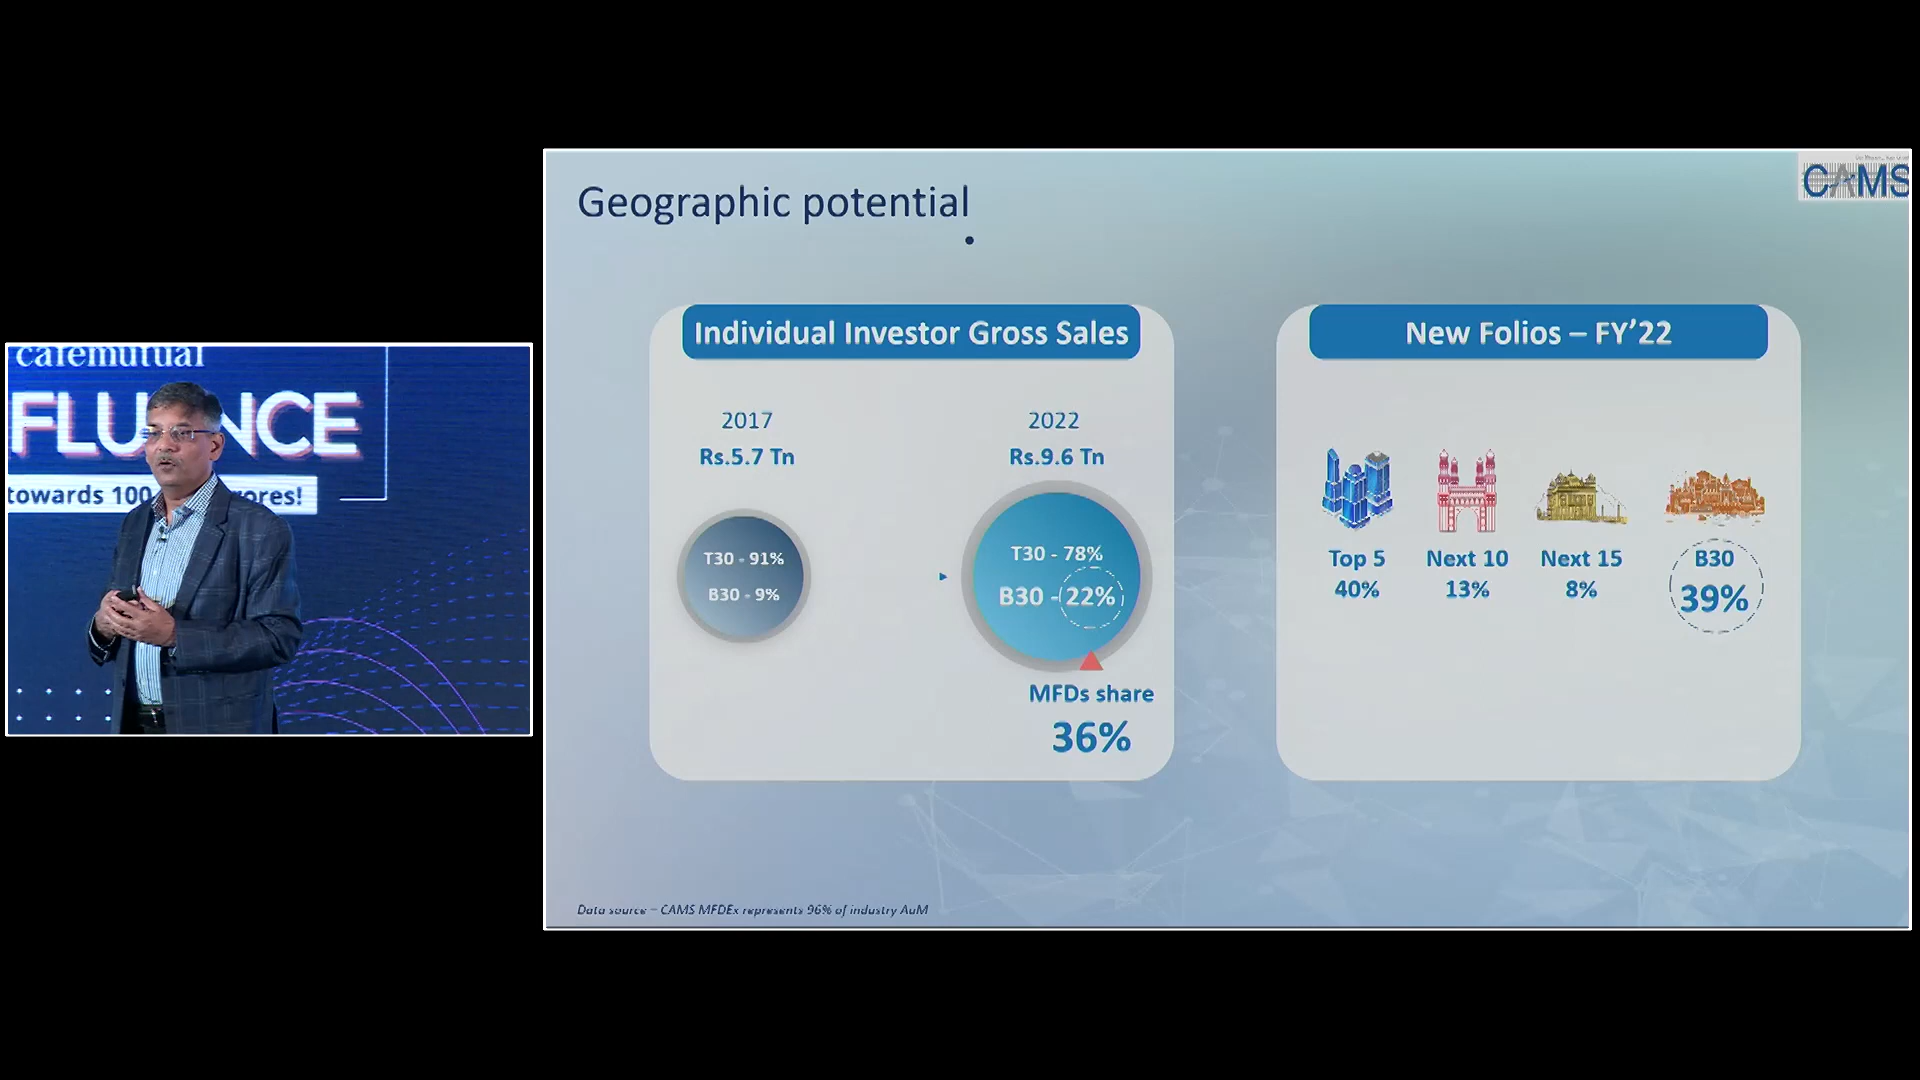 cafemutual
FLU NCE
towards 100 rores!
Geographic potential
CAMS
Individual Investor Gross Sales
2017
Rs.5.7 Tn
T30 - 91%
B30 - 9%
2022
Rs.9.6 Tn
T30 - 78%
B30 - 22%
MFDs share
36%
New Folios – FY’22
Top 5
40%
Next 10
13%
Next 15
8%
B30
39%
Data source – CAMS MFDEx represents 96% of industry AuM